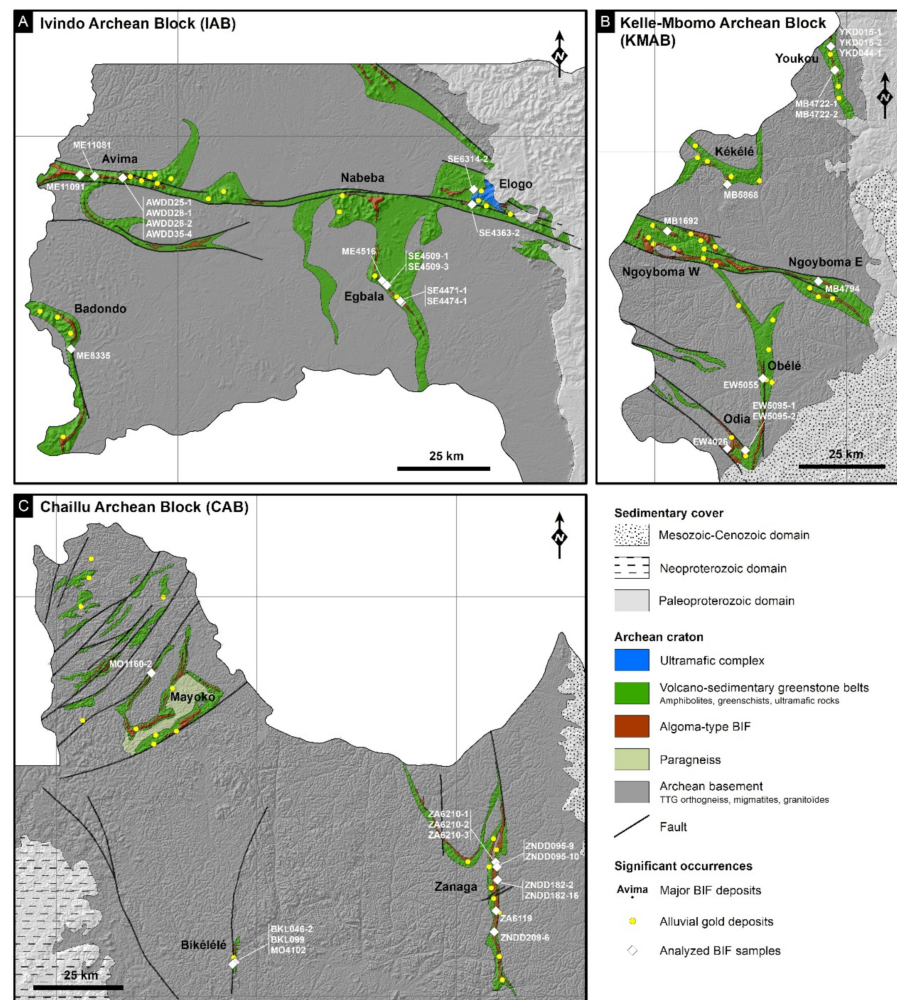 A Ivindo Archean Block (IAB)
N
ME11081
Avima
ME11091
AWDD25-1
AWDD28-1
AWDD28-2
AWDD35-4
Nabeba
SE6314-2
Elogo
SE4363-2
ME4516
SE4509-1
SE4509-3
Egbala
SE4471-1
SE4474-1
Badondo
ME8335
25 km
B Kelle-Mbomo Archean Block
(KMAB)
YKD015-1
YKD015-2
YKD044-1
Youkou
N
MB4722-1
MB4722-2
Kékélé
MB5868
MB1692
Ngoyboma W
Ngoyboma E
MB4794
Obélé
EW5055
Odia
EW5095-1
EW5095-2
EW4026
25 km
C Chaillu Archean Block (CAB)
N
MO1160-2
Mayoko
ZA6210-1
ZA6210-2
ZA6210-3
ZNDD095-9
ZNDD095-10
Zanaga
ZNDD182-2
ZNDD182-16
ZA6119
ZNDD209-6
Bikélélé
BKL046-2
BKL099
MO4102
25 km
Sedimentary cover
Mesozoic-Cenozoic domain
Neoproterozoic domain
Paleoproterozoic domain
Archean craton
Ultramafic complex
Volcano-sedimentary greenstone belts
Amphibolites, greenschists, ultramafic rocks
Algoma-type BIF
Paragneiss
Archean basement
TTG orthogneiss, migmatites, granitoïdes
Fault
Significant occurrences
Avima Major BIF deposits
Alluvial gold deposits
Analyzed BIF samples